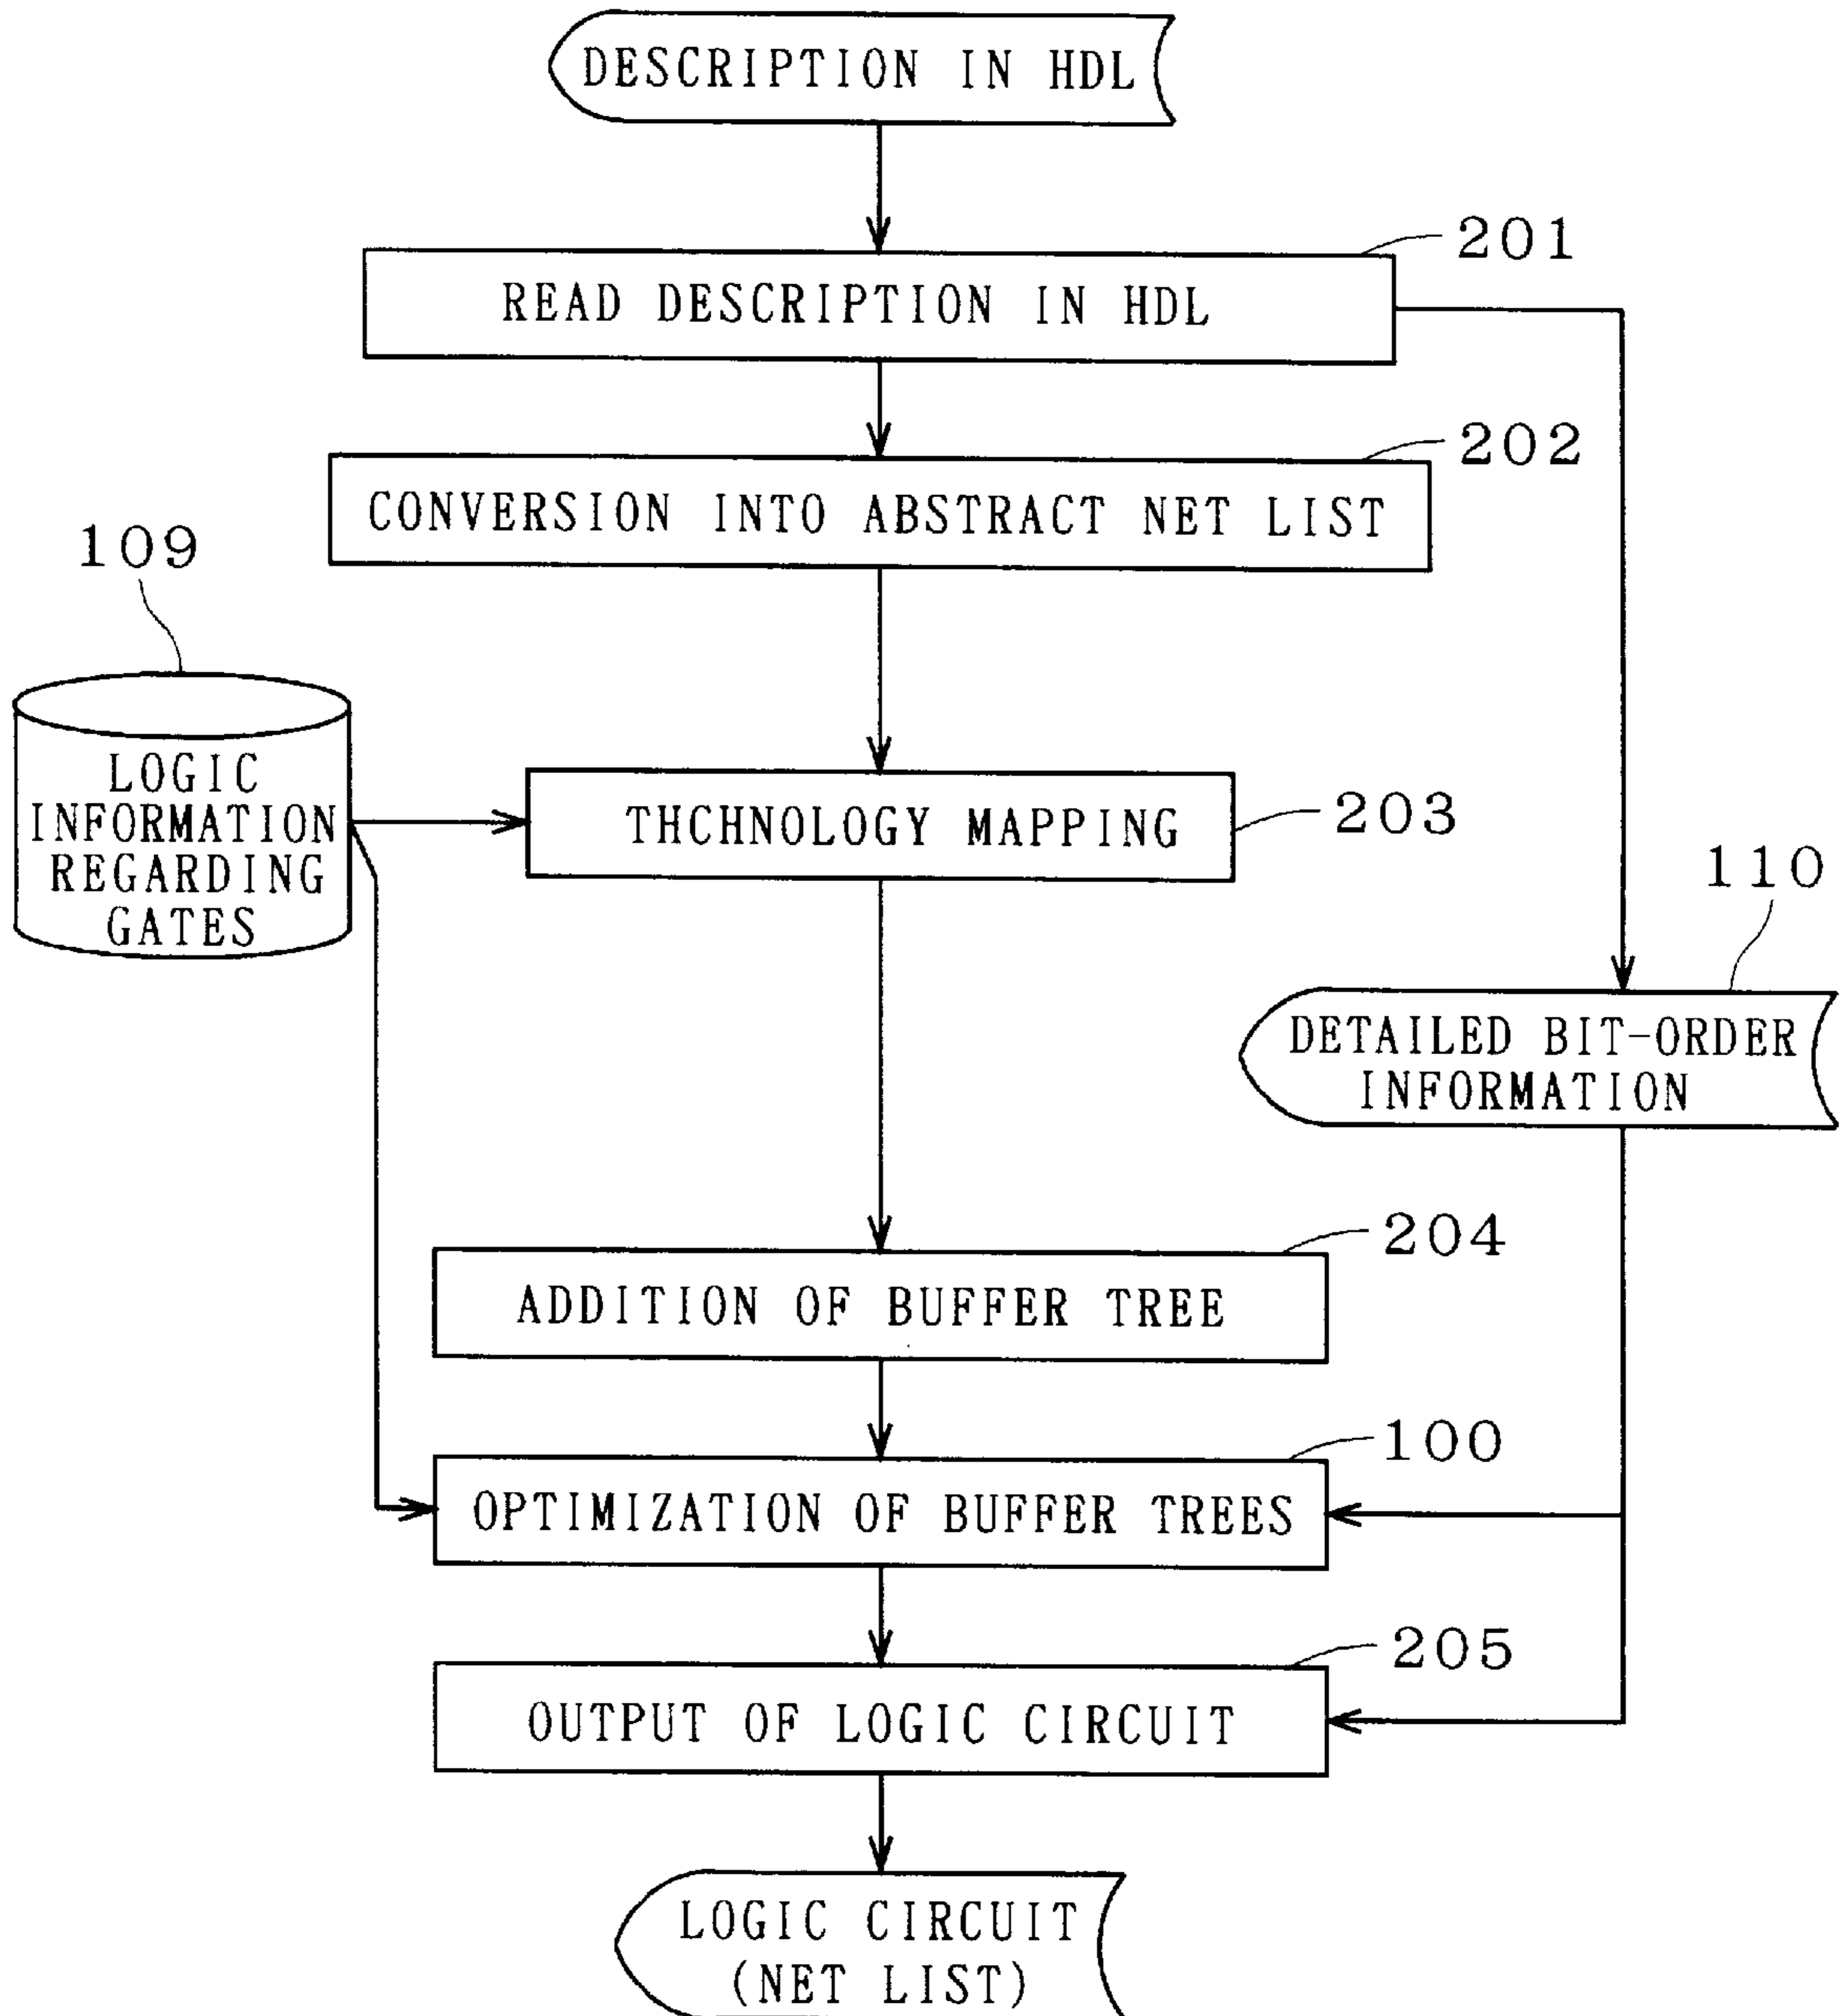 DESCRIPTION IN HDL
201
READ DESCRIPTION IN HDL
202
CONVERSION INTO ABSTRACT NET LIST
109
LOGIC
INFORMATION
REGARDING
GATES
THCHNOLOGY MAPPING
203
110
DETAILED BIT-ORDER
INFORMATION
204
ADDITION OF BUFFER TREE
100
OPTIMIZATION OF BUFFER TREES
205
OUTPUT OF LOGIC CIRCUIT
LOGIC CIRCUIT
(NET LIST)